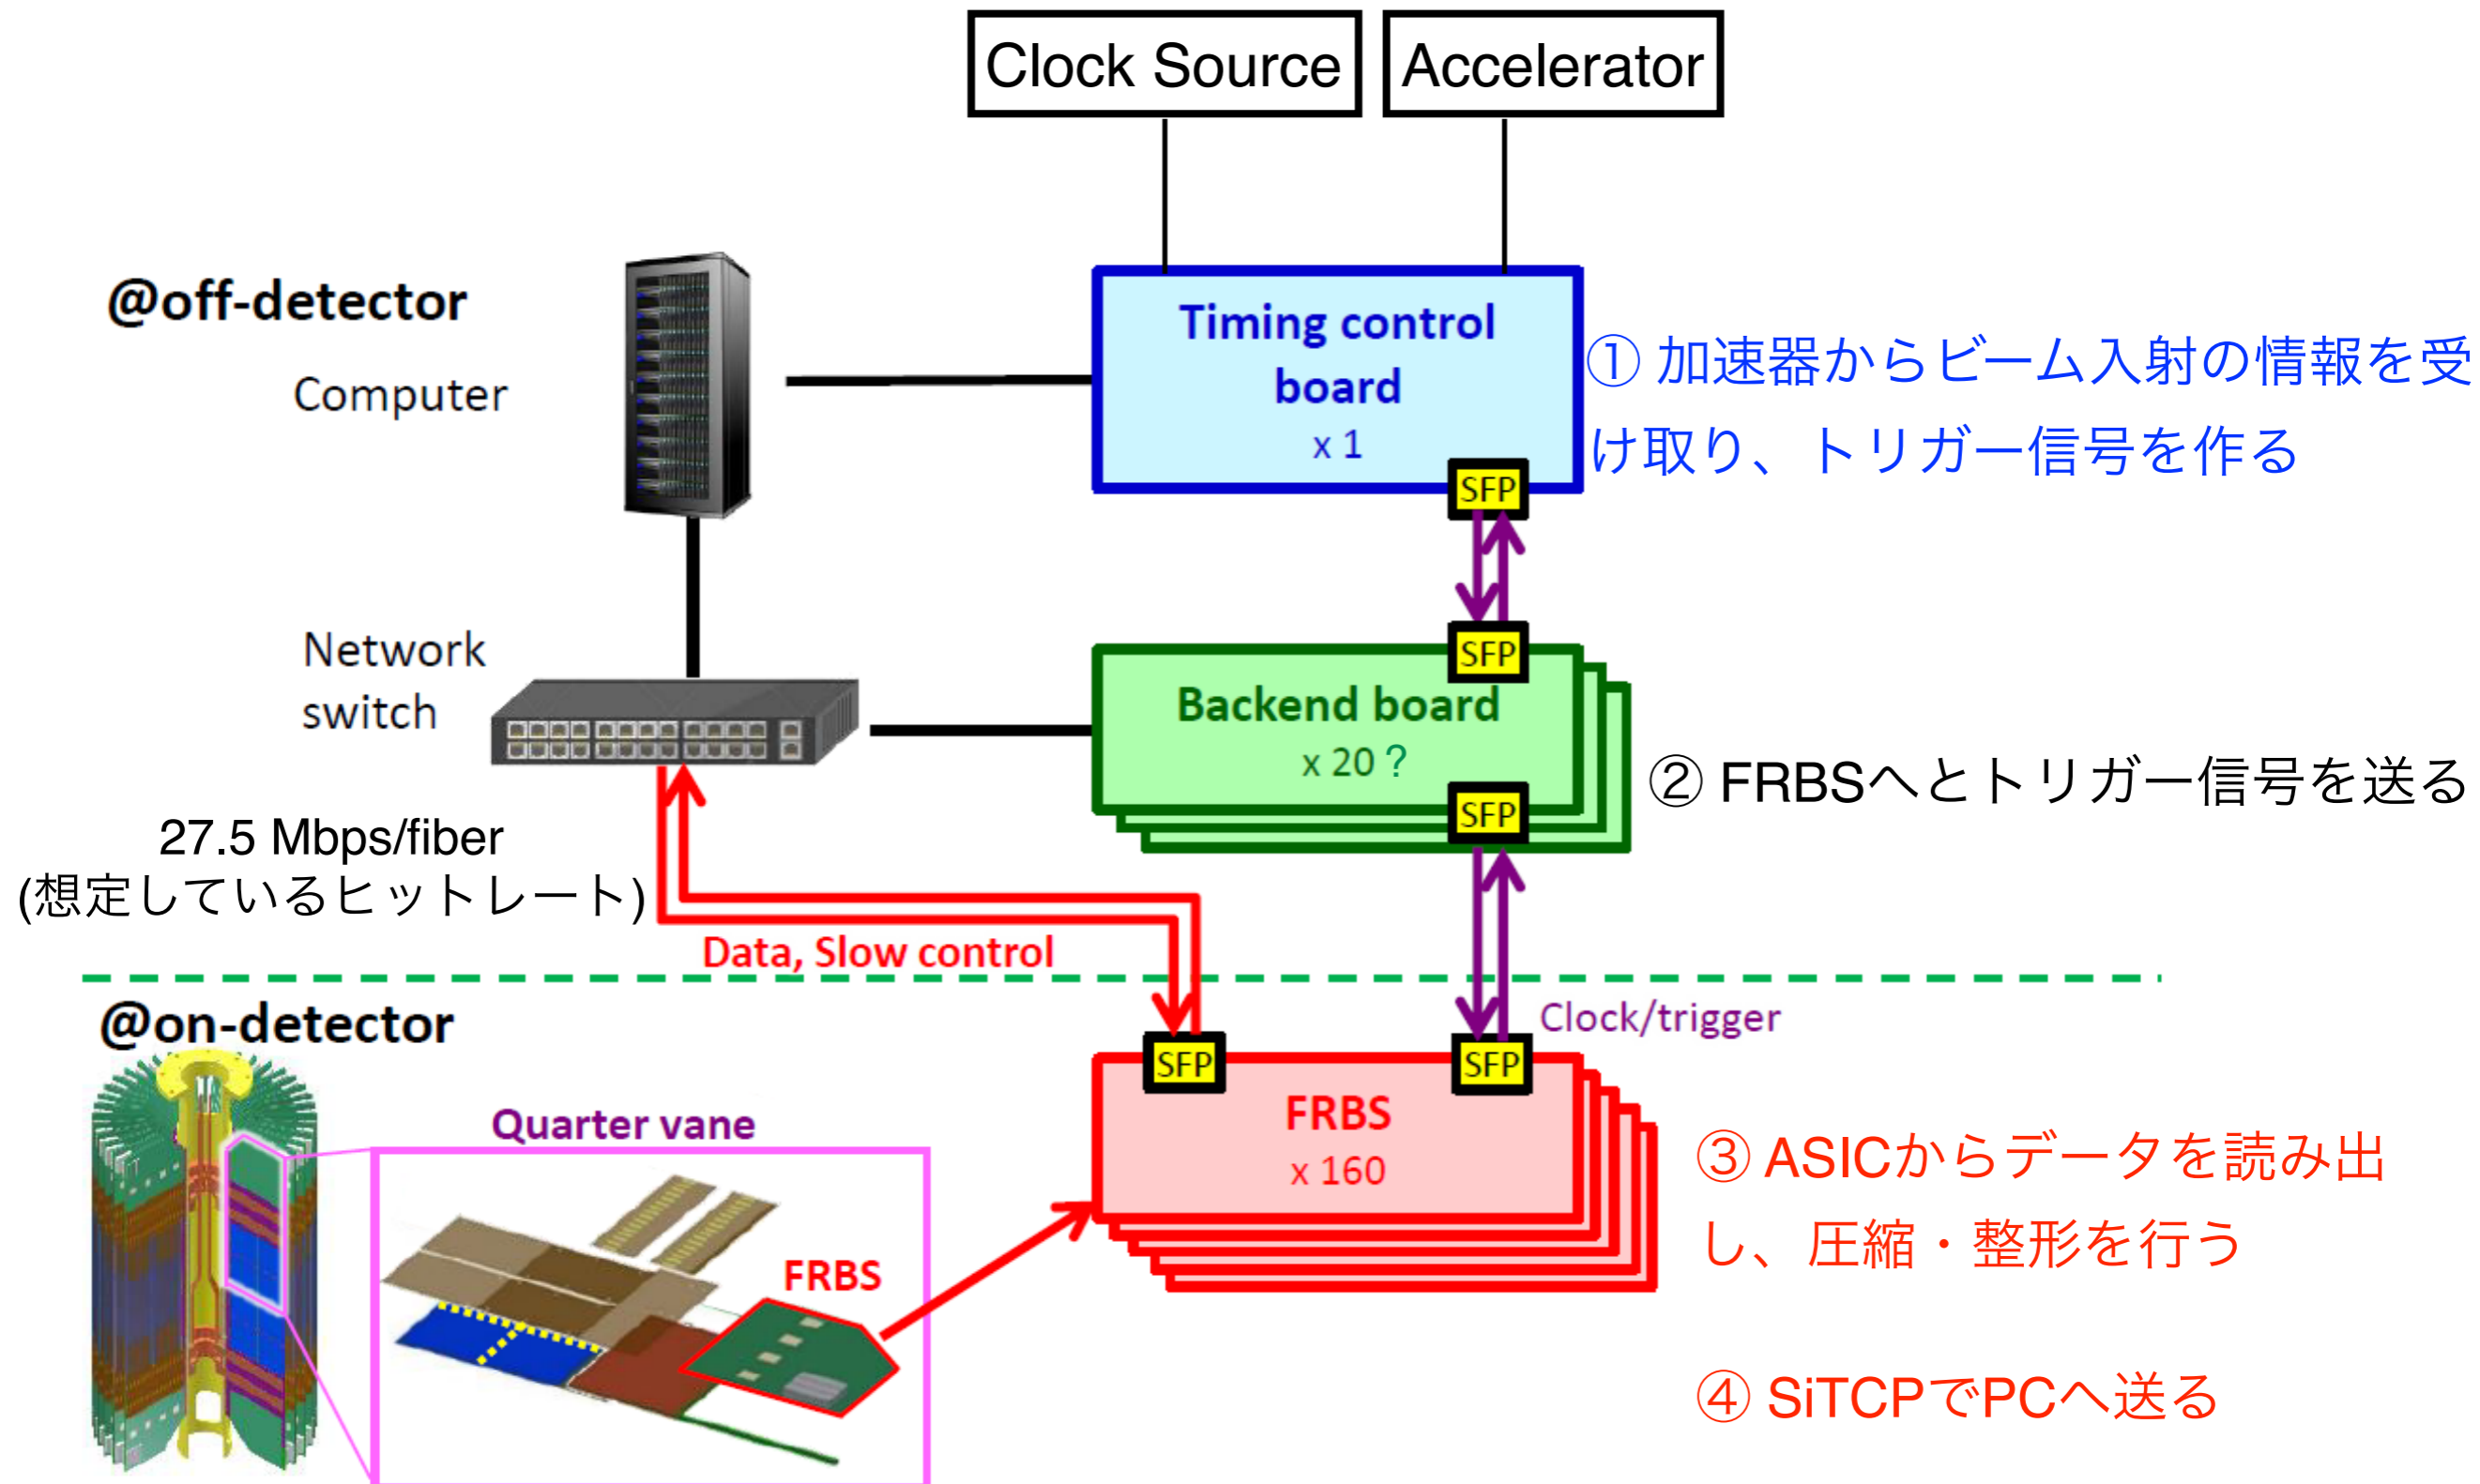 Clock Source
Accelerator
@off-detector
Computer
Timing control
board
x 1
SFP
① 加速器からビーム入射の情報を受
け取り、トリガー信号を作る
Network
switch
SFP
Backend board
x 20 ?
SFP
② FRBSへとトリガー信号を送る
27.5 Mbps/fiber
(想定しているヒットレート)
Data, Slow control
@on-detector
Clock/trigger
SFP
SFP
FRBS
x 160
Quarter vane
FRBS
③ ASICからデータを読み出
し、圧縮・整形を行う
④ SiTCPでPCへ送る